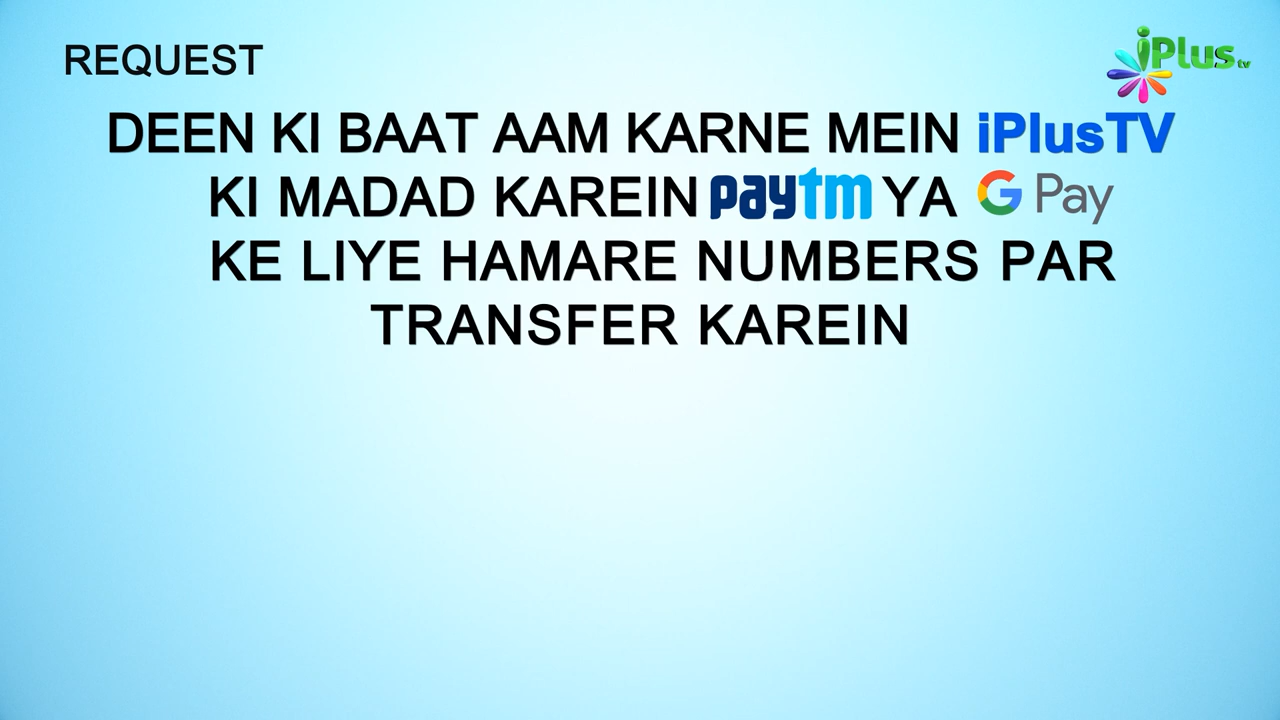 REQUEST
iPlus tv
DEEN KI BAAT AAM KARNE MEIN iPlusTV
KI MADAD KAREIN paytm YA G Pay
KE LIYE HAMARE NUMBERS PAR
TRANSFER KAREIN